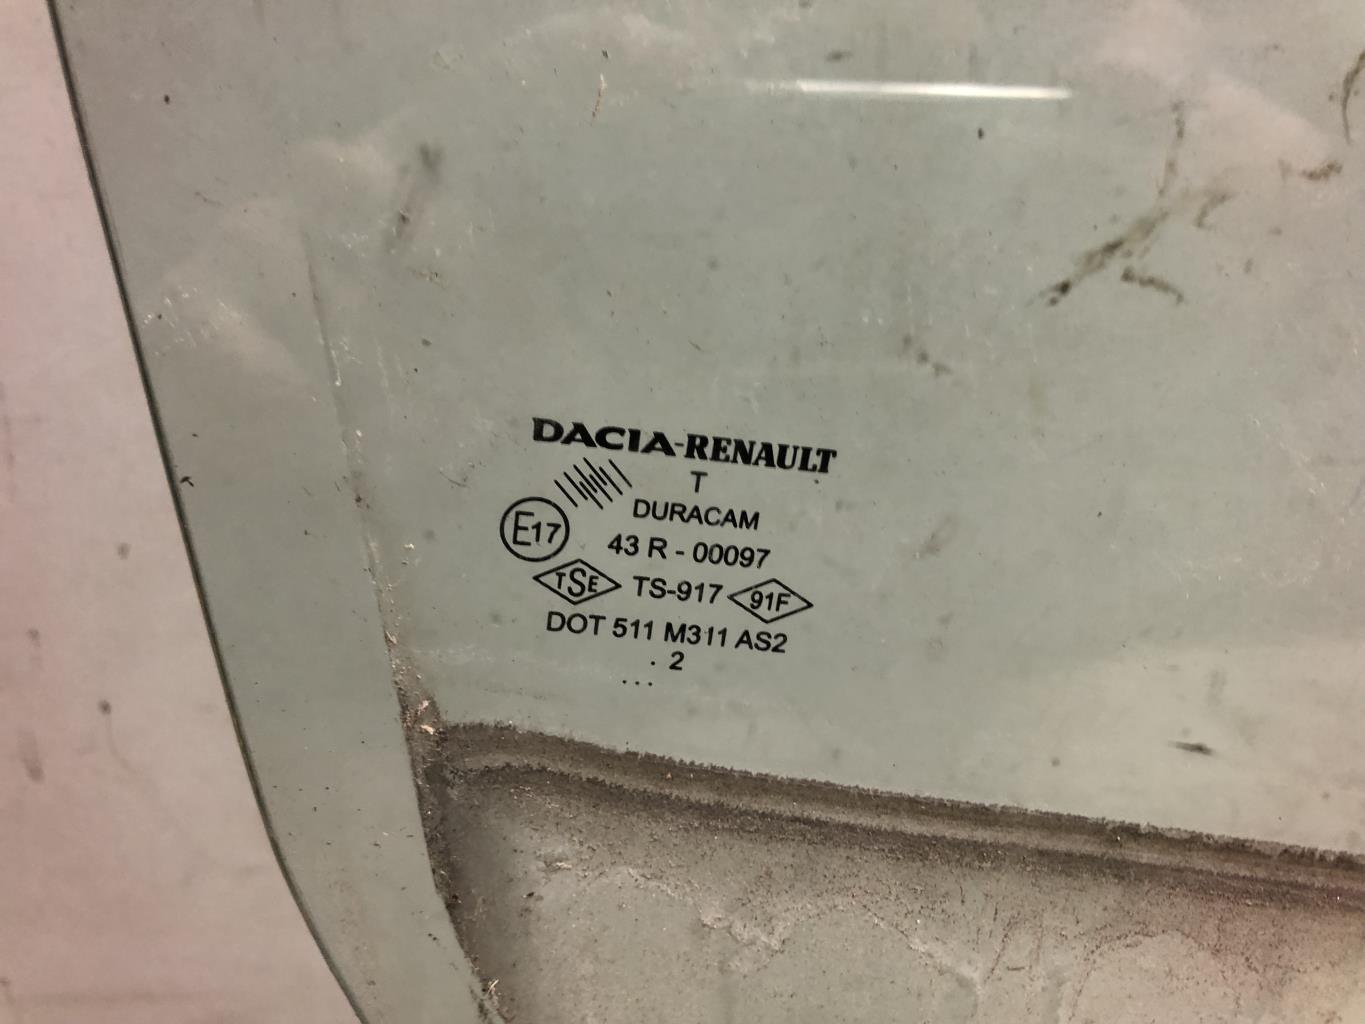 DACIA-RENAULT
T
DURACAM
E17 43 R - 00097
TSE TS-917 91F
DOT 511 M311 AS2
. 2
...